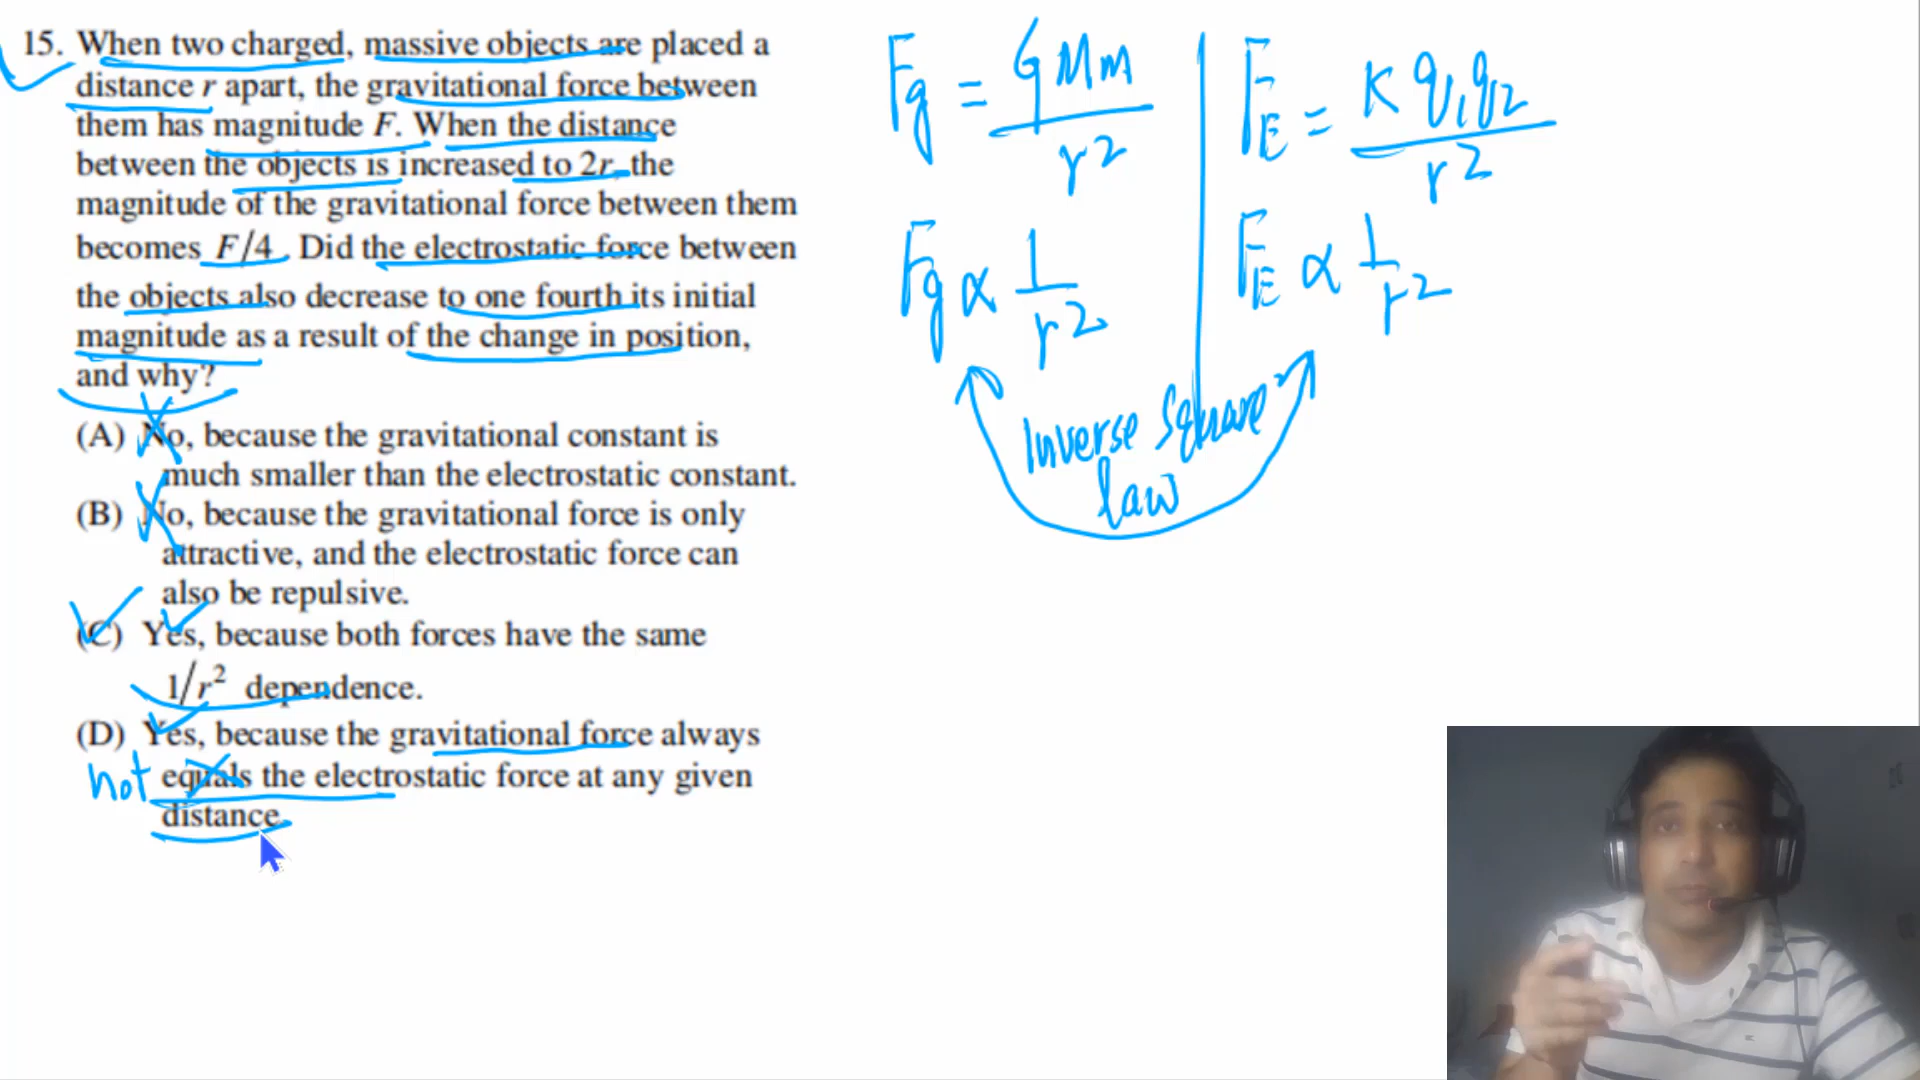 15. When two charged, massive objects are placed a
distance r apart, the gravitational force between
them has magnitude F. When the distance
between the objects is increased to 2r, the
magnitude of the gravitational force between them
becomes F/4. Did the electrostatic force between
the objects also decrease to one fourth its initial
magnitude as a result of the change in position,
and why?
(A) No, because the gravitational constant is
much smaller than the electrostatic constant.
(B) No, because the gravitational force is only
attractive, and the electrostatic force can
also be repulsive.
(C) Yes, because both forces have the same
1/r² dependence.
(D) Yes, because the gravitational force always
not equals the electrostatic force at any given
distance.
Fg = GMm/r²
FE = Kq₁q₂/r²
Fg ∝ 1/r²
FE ∝ 1/r²
Inverse square
law